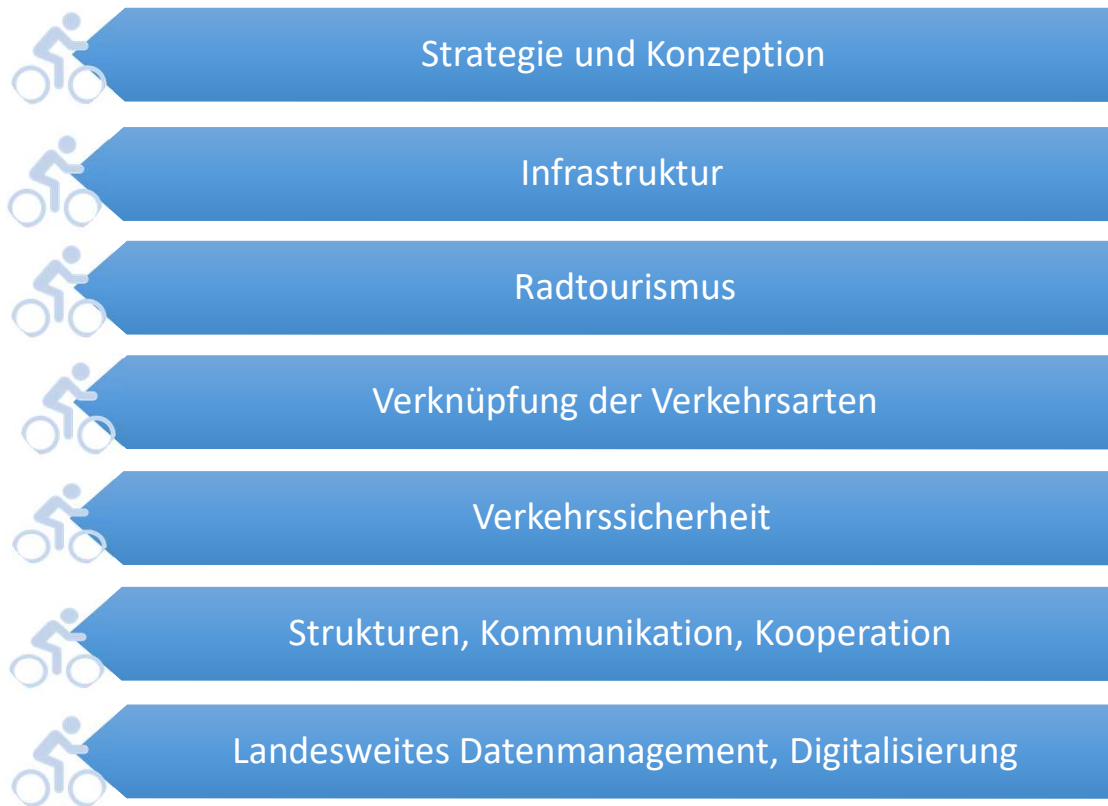 Strategie und Konzeption
Infrastruktur
Radtourismus
Verknüpfung der Verkehrsarten
Verkehrssicherheit
Strukturen, Kommunikation, Kooperation
Landesweites Datenmanagement, Digitalisierung